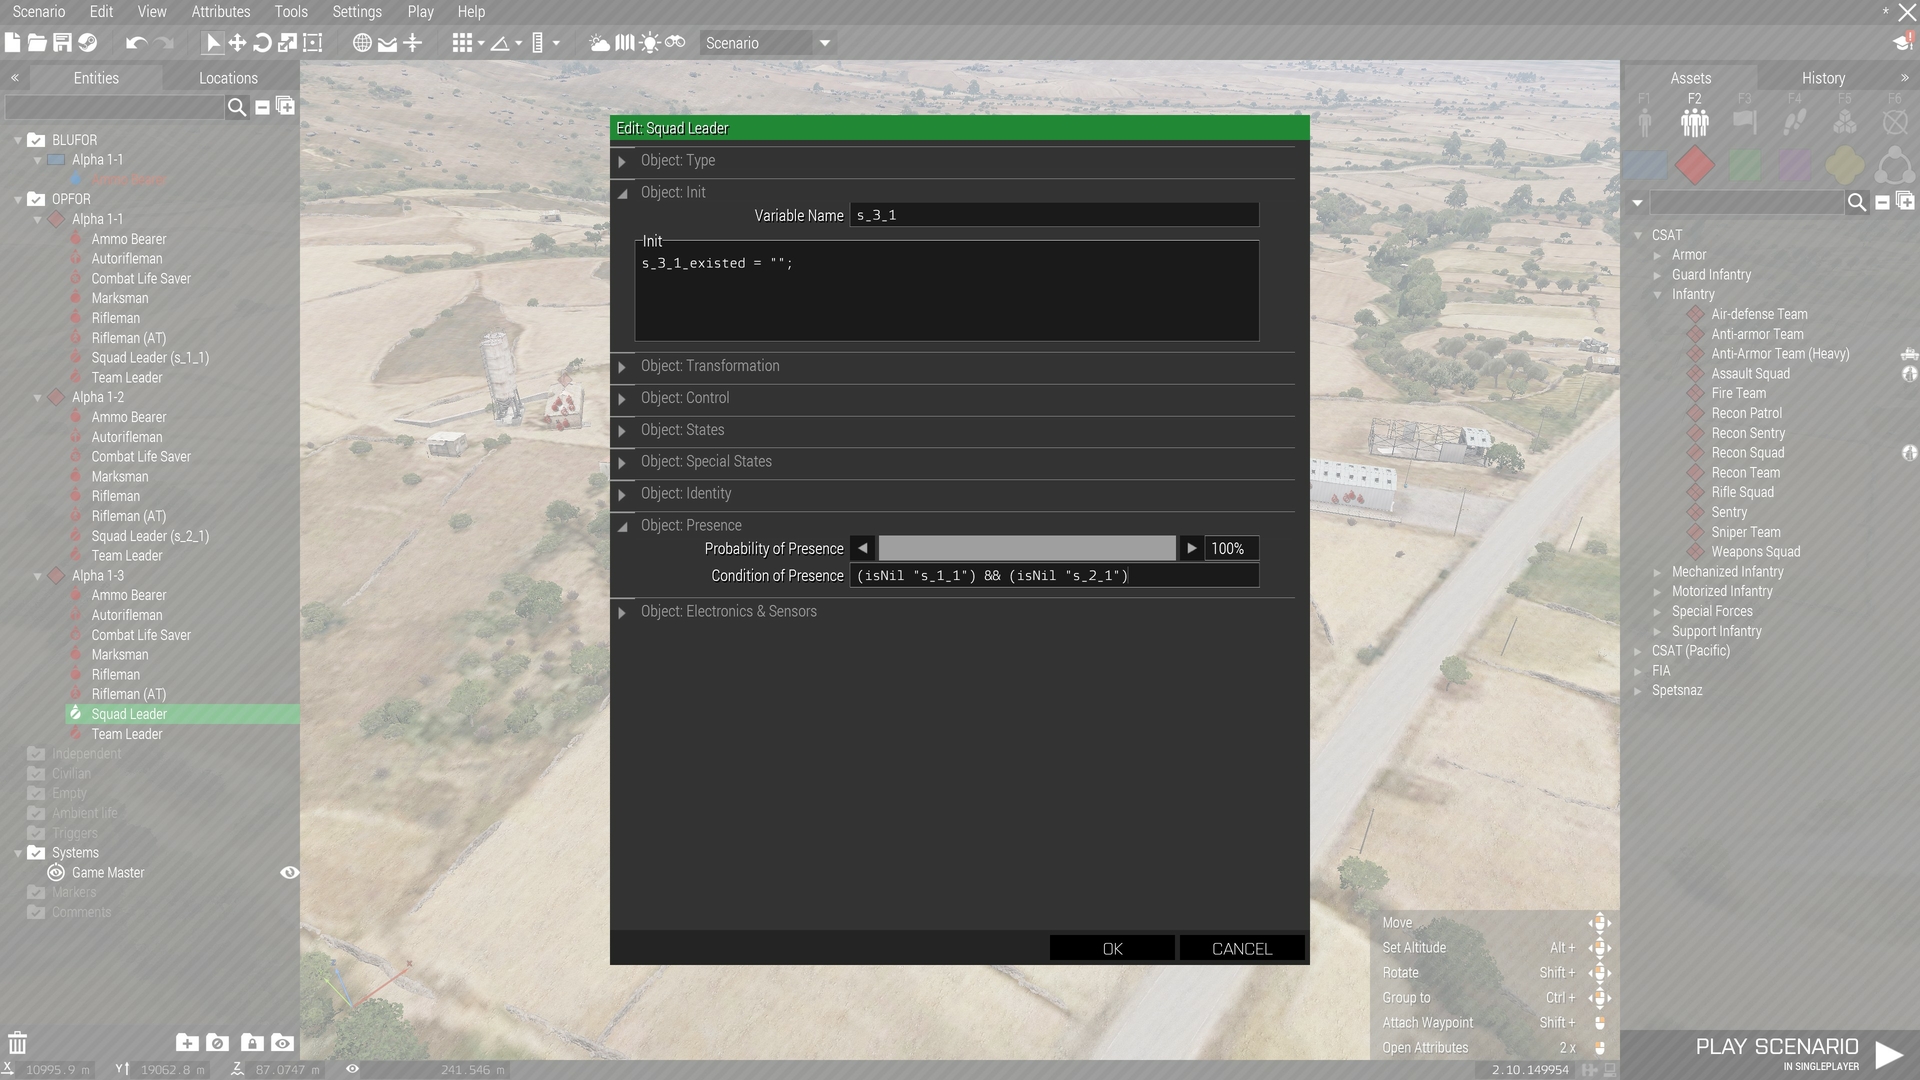 Scenario Edit View Attributes Tools Settings Play Help
*
Scenario
Entities Locations
BLUFOR
Alpha 1-1
OPFOR
Alpha 1-1
Ammo Bearer
Autorifleman
Combat Life Saver
Marksman
Rifleman
Rifleman (AT)
Squad Leader (s_1_1)
Team Leader
Alpha 1-2
Ammo Bearer
Autorifleman
Combat Life Saver
Marksman
Rifleman
Rifleman (AT)
Squad Leader (s_2_1)
Team Leader
Alpha 1-3
Ammo Bearer
Autorifleman
Combat Life Saver
Marksman
Rifleman
Rifleman (AT)
Squad Leader
Team Leader
Independent
Civilian
Empty
Ambient life
Triggers
Systems
Game Master
Markers
Comments
X 10995.9 m Y 19062.8 m Z 87.0747 m 241.546 m
Edit: Squad Leader
Object: Type
Object: Init
Variable Name s_3_1
Init
s_3_1_existed = "";
Object: Transformation
Object: Control
Object: States
Object: Special States
Object: Identity
Object: Presence
Probability of Presence 100%
Condition of Presence (isNil "s_1_1") && (isNil "s_2_1")
Object: Electronics & Sensors
OK CANCEL
Assets History
F1 F2 F3 F4 F5 F6
CSAT
Armor
Guard Infantry
Infantry
Air-defense Team
Anti-armor Team
Anti-Armor Team (Heavy)
Assault Squad
Fire Team
Recon Patrol
Recon Sentry
Recon Squad
Recon Team
Rifle Squad
Sentry
Sniper Team
Weapons Squad
Mechanized Infantry
Motorized Infantry
Special Forces
Support Infantry
CSAT (Pacific)
FIA
Spetsnaz
Move
Set Altitude Alt +
Rotate Shift +
Group to Ctrl +
Attach Waypoint Shift +
Open Attributes 2 x
2.10.149954
PLAY SCENARIO
IN SINGLEPLAYER